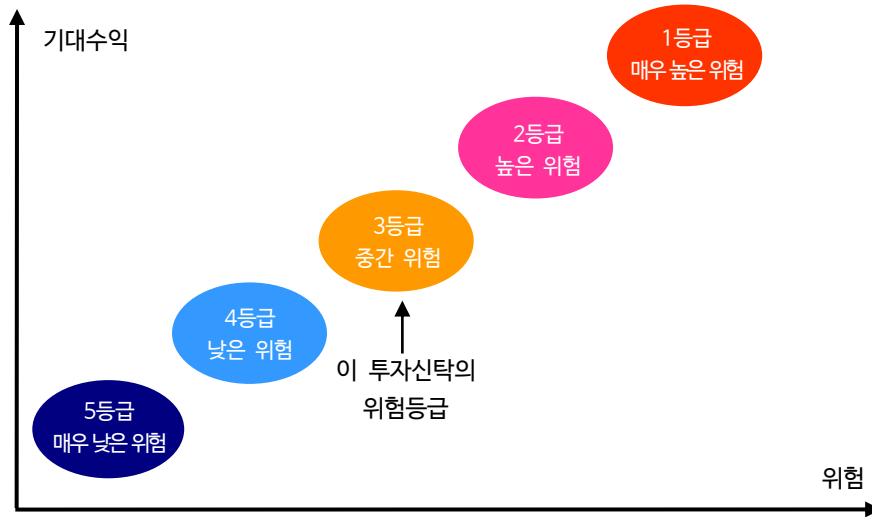 기대수익
1등급
매우 높은 위험
2등급
높은 위험
3등급
중간 위험
4등급
낮은 위험
이 투자신탁의
위험등급
5등급
매우 낮은 위험
위험